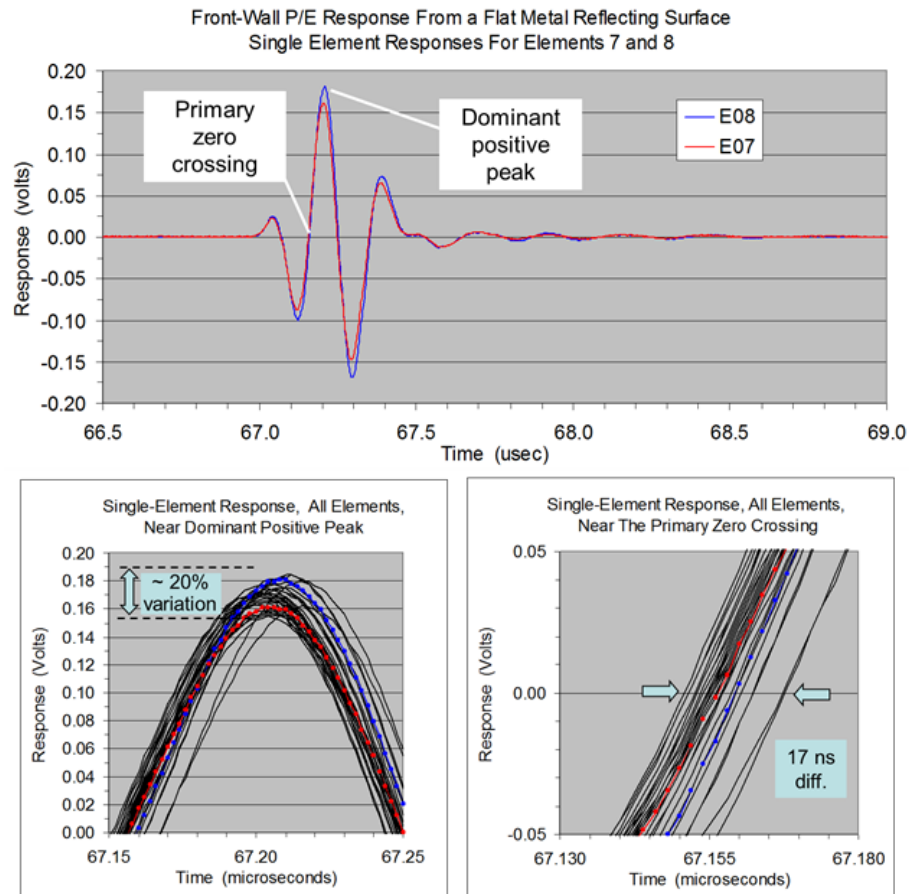 Front-Wall P/E Response From a Flat Metal Reflecting Surface
Single Element Responses For Elements 7 and 8
0.20
0.15
0.10
0.05
0.00
-0.05
-0.10
-0.15
-0.20
Response (volts)
Primary
zero
crossing
Dominant
positive
peak
E08
E07
66.5
67.0
67.5
68.0
68.5
69.0
Time (usec)
Single-Element Response, All Elements,
Near Dominant Positive Peak
0.20
0.18
0.16
0.14
0.12
0.10
0.08
0.06
0.04
0.02
0.00
Response (Volts)
~ 20%
variation
67.15
67.20
67.25
Time (microseconds)
Single-Element Response, All Elements,
Near The Primary Zero Crossing
0.05
0.00
-0.05
Response (Volts)
17 ns
diff.
67.130
67.155
67.180
Time (microseconds)